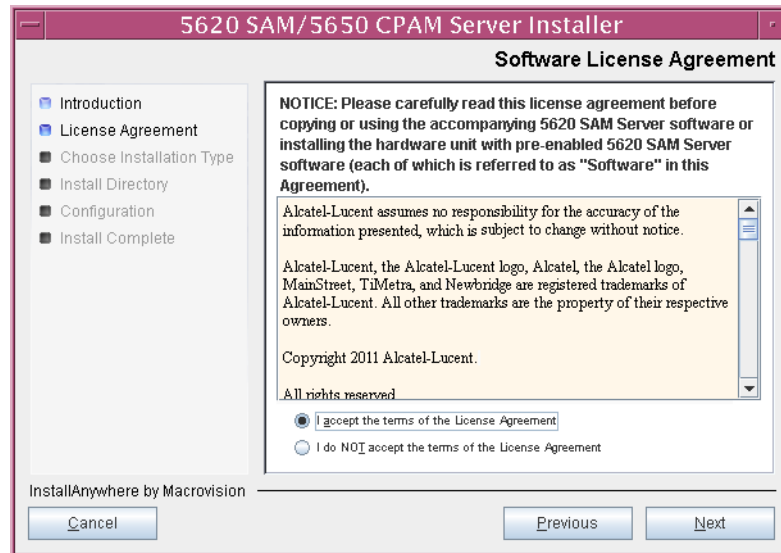 5620 SAM/5650 CPAM Server Installer
Software License Agreement
Introduction
License Agreement
Choose Installation Type
Install Directory
Configuration
Install Complete
NOTICE: Please carefully read this license agreement before
copying or using the accompanying 5620 SAM Server software or
installing the hardware unit with pre-enabled 5620 SAM Server
software (each of which is referred to as "Software" in this
Agreement).
Alcatel-Lucent assumes no responsibility for the accuracy of the
information presented, which is subject to change without notice.
Alcatel-Lucent, the Alcatel-Lucent logo, Alcatel, the Alcatel logo,
MainStreet, TiMetra, and Newbridge are registered trademarks of
Alcatel-Lucent. All other trademarks are the property of their respective
owners.
Copyright 2011 Alcatel-Lucent.
All rights reserved
I accept the terms of the License Agreement
I do NOT accept the terms of the License Agreement
InstallAnywhere by Macrovision
Cancel
Previous
Next